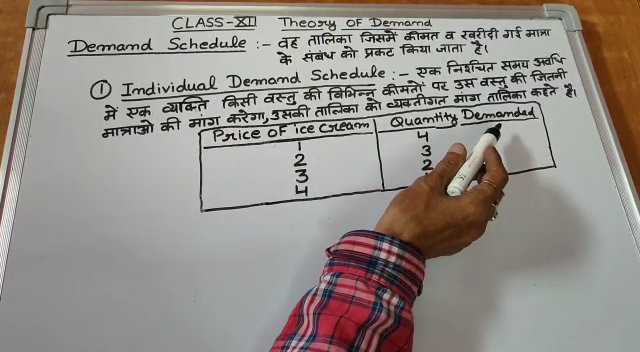 CLASS-XII Theory OF Demand
Demand Schedule :- वह तालिका जिसमें कीमत व खरीदी गई मात्रा
के संबंध को प्रकट किया जाता है।
① Individual Demand Schedule :- एक निश्चित समय अवधि
में एक व्यक्ति किसी वस्तु की विभिन्न कीमतों पर उस वस्तु की जितनी
मात्राओं की मांग करेगा, उसकी तालिका को व्यक्तीगत मांग तालिका कहते है।
Price OF ice cream Quantity Demanded
1 4
2 3
3 2
4